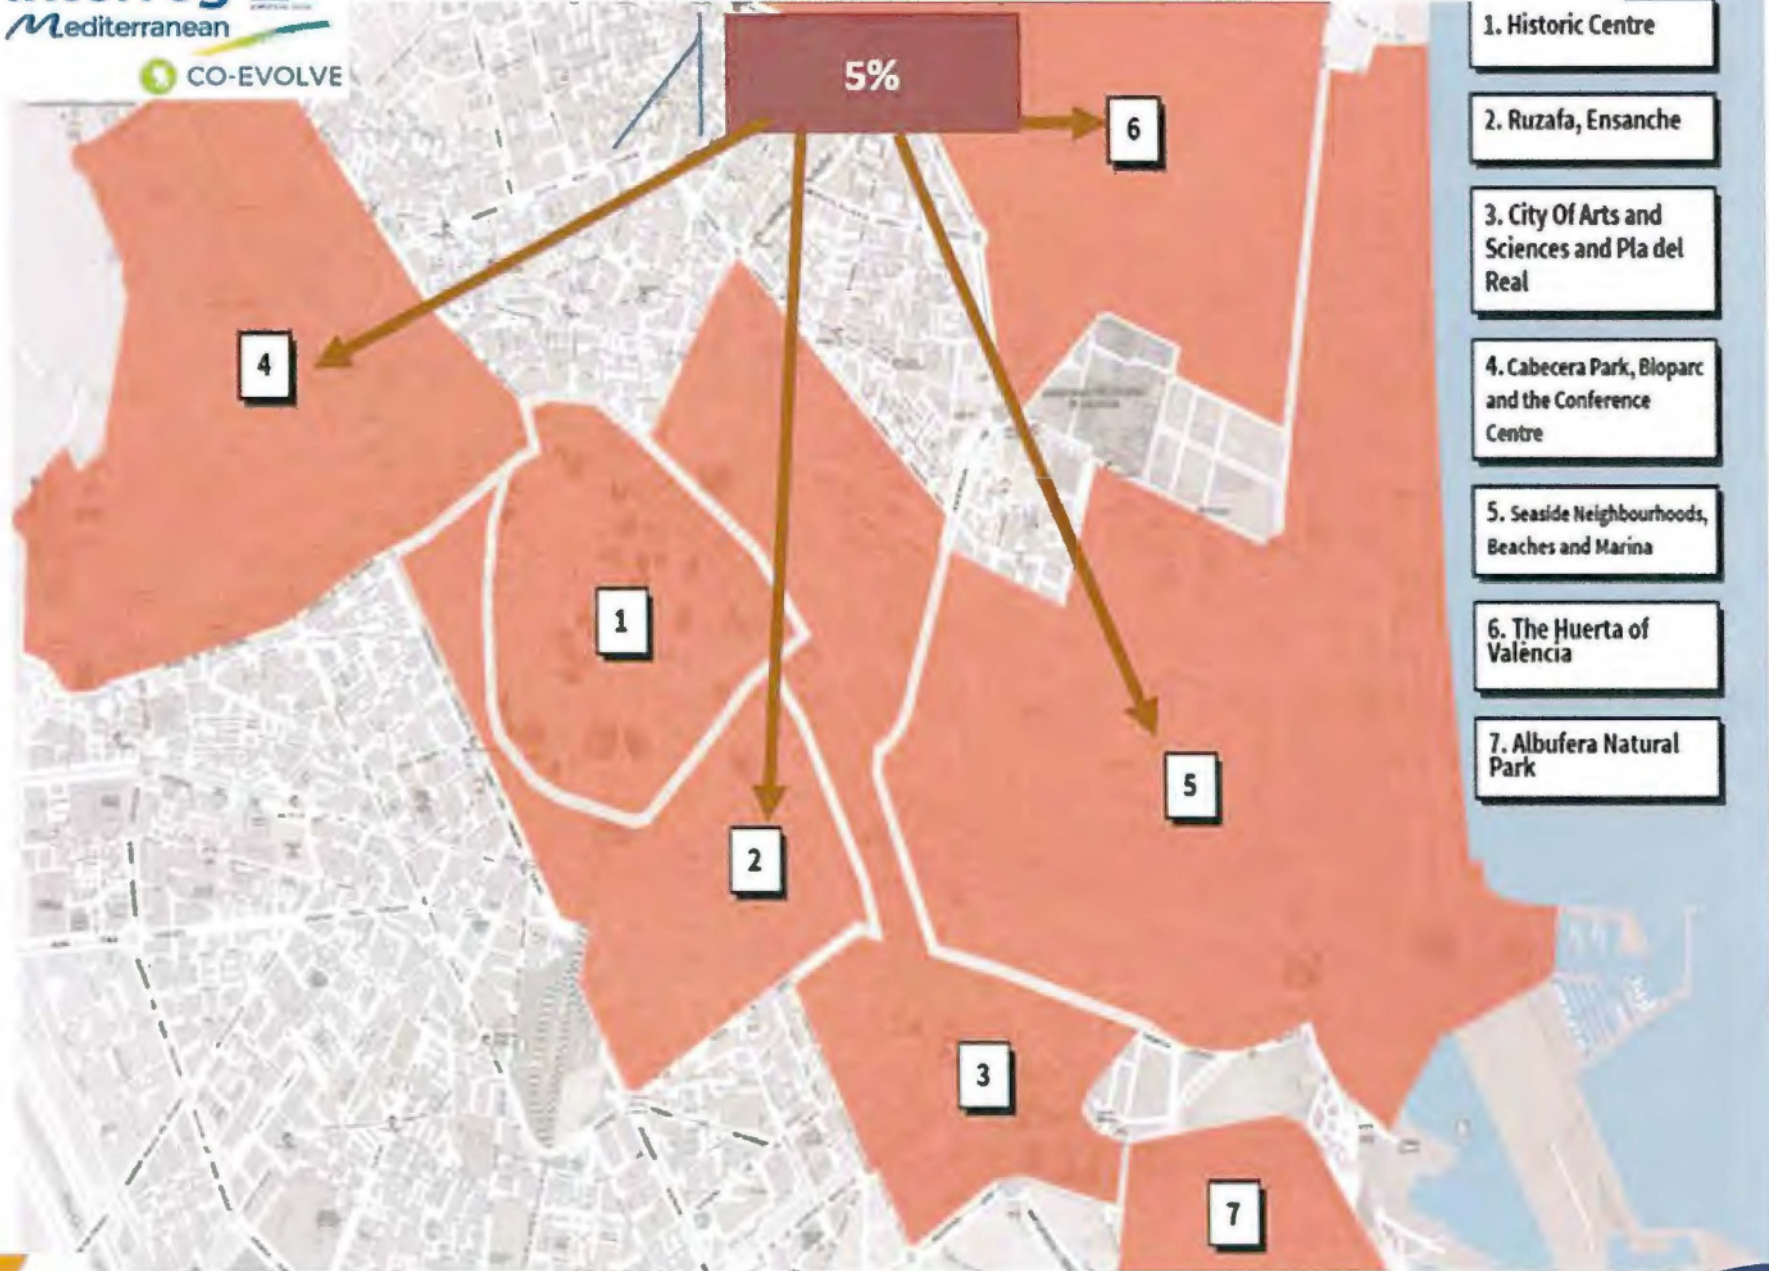 Mediterranean
CO-EVOLVE
5%
6
4
1
2
5
3
7
1. Historic Centre
2. Ruzafa, Ensanche
3. City Of Arts and
Sciences and Pla del
Real
4. Cabecera Park, Bioparc
and the Conference
Centre
5. Seaside Neighbourhoods,
Beaches and Marina
6. The Huerta of
València
7. Albufera Natural
Park